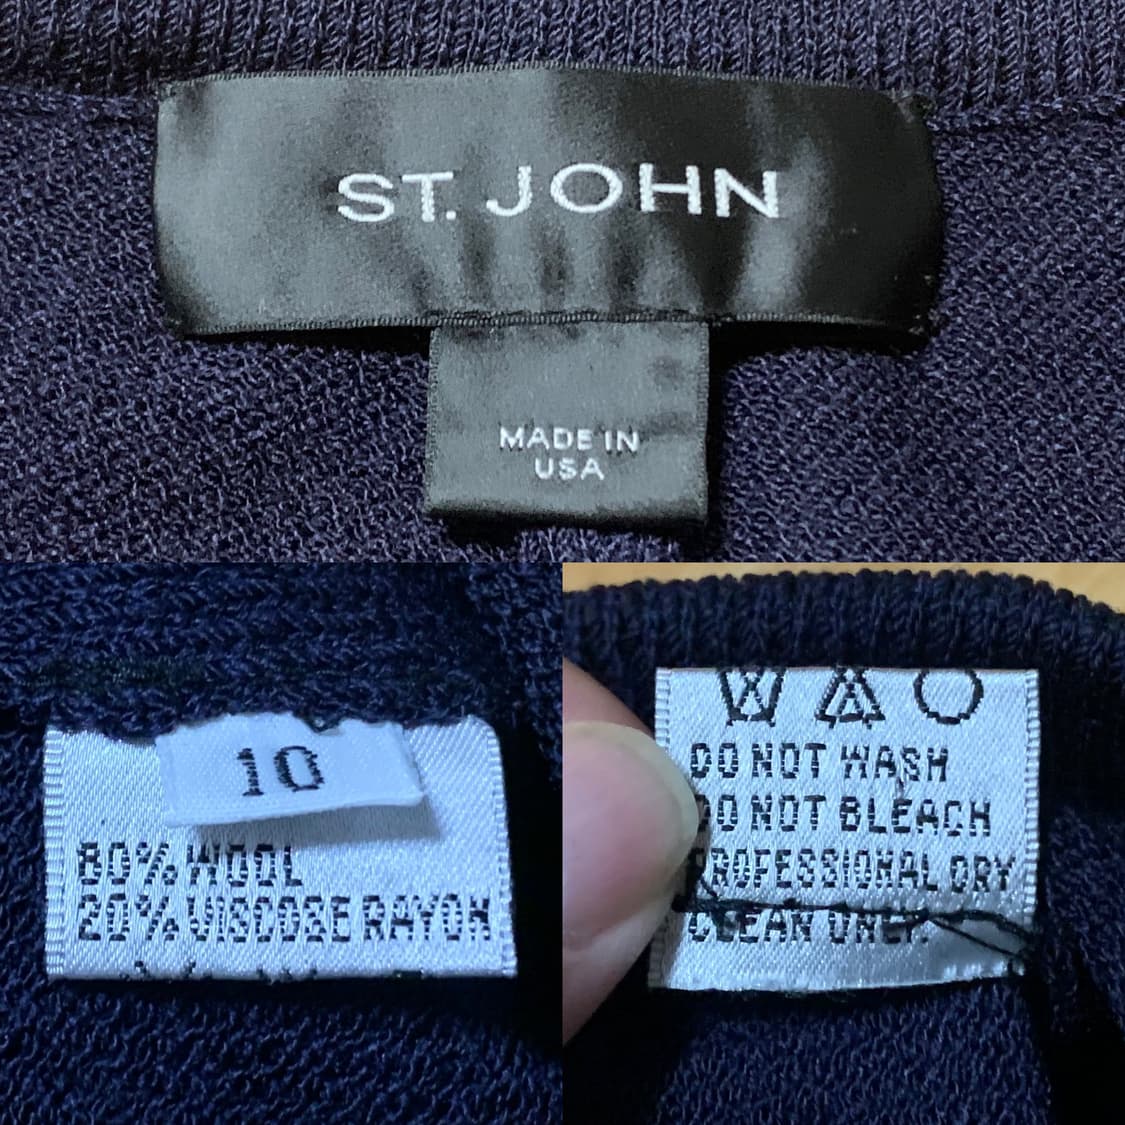 ST. JOHN
MADE IN
USA
10
80% WOOL
20% VISCOSE RAYON
DO NOT WASH
DO NOT BLEACH
PROFESSIONAL DRY
CLEAN ONLY.